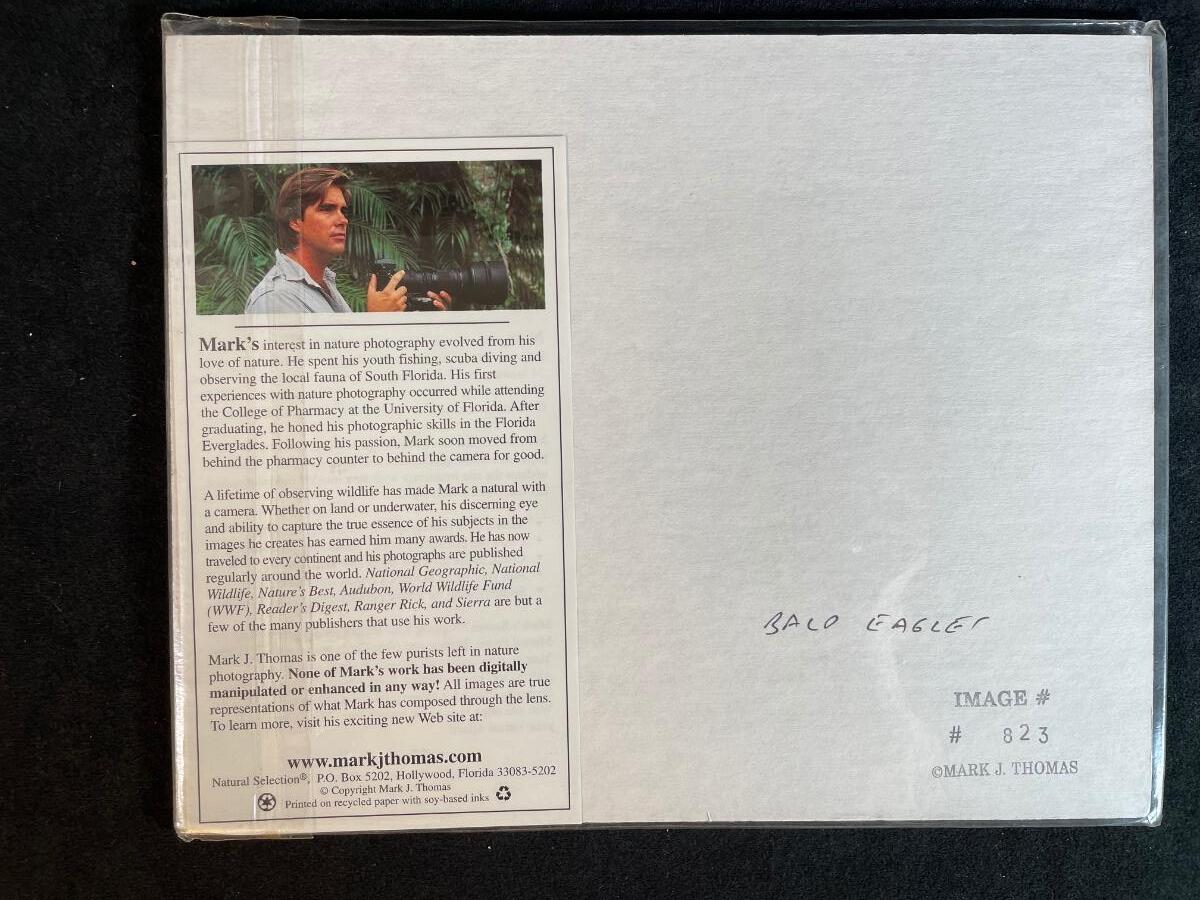 Mark's interest in nature photography evolved from his
love of nature. He spent his youth fishing, scuba diving and
observing the local fauna of South Florida. His first
experiences with nature photography occurred while attending
the College of Pharmacy at the University of Florida. After
graduating, he honed his photographic skills in the Florida
Everglades. Following his passion, Mark soon moved from
behind the pharmacy counter to behind the camera for good.
A lifetime of observing wildlife has made Mark a natural with
a camera. Whether on land or underwater, his discerning eye
and ability to capture the true essence of his subjects in the
images he creates has earned him many awards. He has now
traveled to every continent and his photographs are published
regularly around the world. National Geographic, National
Wildlife, Nature's Best, Audubon, World Wildlife Fund
(WWF), Reader's Digest, Ranger Rick, and Sierra are but a
few of the many publishers that use his work.
Mark J. Thomas is one of the few purists left in nature
photography. None of Mark's work has been digitally
manipulated or enhanced in any way! All images are true
representations of what Mark has composed through the lens.
To learn more, visit his exciting new Web site at:
www.markjthomas.com
Natural Selection®, P.O. Box 5202, Hollywood, Florida 33083-5202
© Copyright Mark J. Thomas
Printed on recycled paper with soy-based inks
BALD EAGLES
IMAGE #
# 823
©MARK J. THOMAS